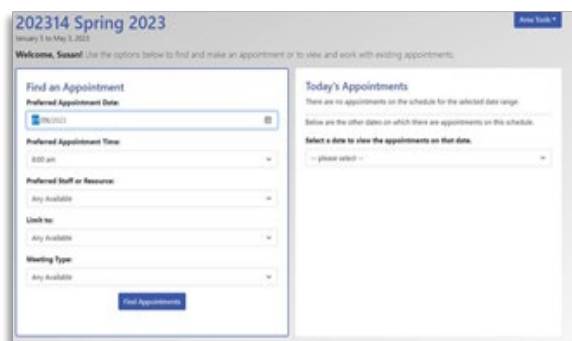 202314 Spring 2023
Area Tools
January 5 to May 3, 2023
Welcome, Susan! Use the options below to find and make an appointment or to view and work with existing appointments.
Find an Appointment
Preferred Appointment Date:
/2023
Preferred Appointment Time:
8:00 am
Preferred Staff or Resource:
Any Available
Limit to:
Any Available
Meeting Type:
Any Available
Find Appointments
Today's Appointments
There are no appointments on the schedule for the selected date range.
Below are the other dates on which there are appointments on this schedule.
Select a date to view the appointments on that date.
-- please select --